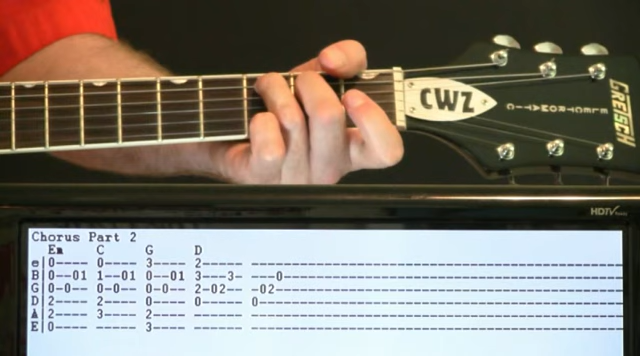 CWZ
GRETSCH
ELECTROMATIC
HDTV
Chorus Part 2
Em C G D
e|0---- 0---- 3---- 2---- -----------------------------------------------
B|0--01 1--01 0--01 3---3- ---0-------------------------------------------
G|0-0-- 0-0-- 0-0-- 2-02-- -02--------------------------------------------
D|2---- 2---- 0---- 0---- 0----------------------------------------------
A|2---- 3---- 2---- ------------------------------------------------------
E|0---- ----- 3---- ------------------------------------------------------